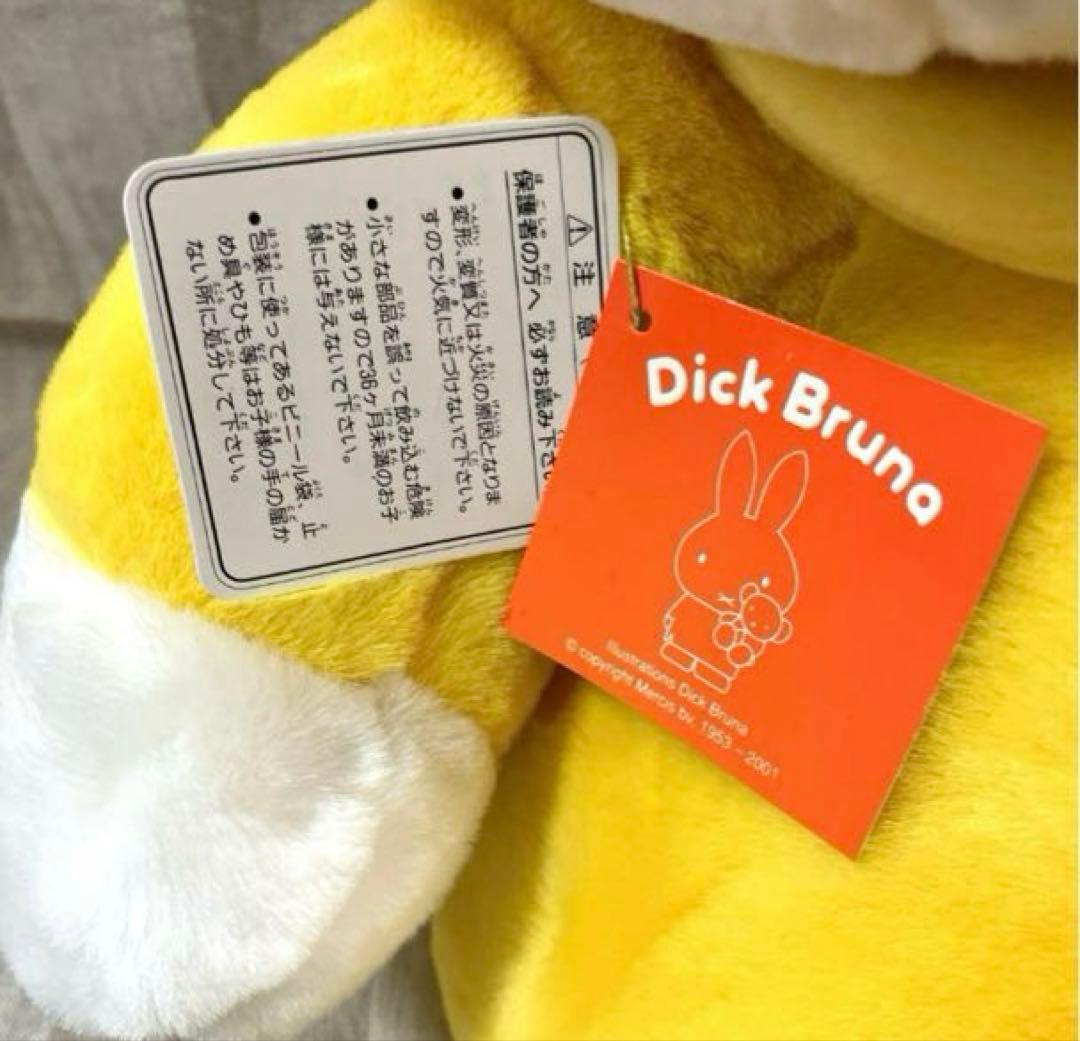 ⚠ 注意
保護者の方へ 必ずお読み下さい
●変形、変質又は火災の原因となりま
すので火気に近づけないで下さい。
●小さな部品を誤って飲み込む危険
がありますので36ヶ月未満のお子
様には与えないで下さい。
●包装に使ってあるビニール袋、止
め具やひも等はお子様の手の届か
ない所に処分して下さい。
Dick Bruna
illustrations Dick Bruna
© copyright Mercis bv, 1953 – 2001